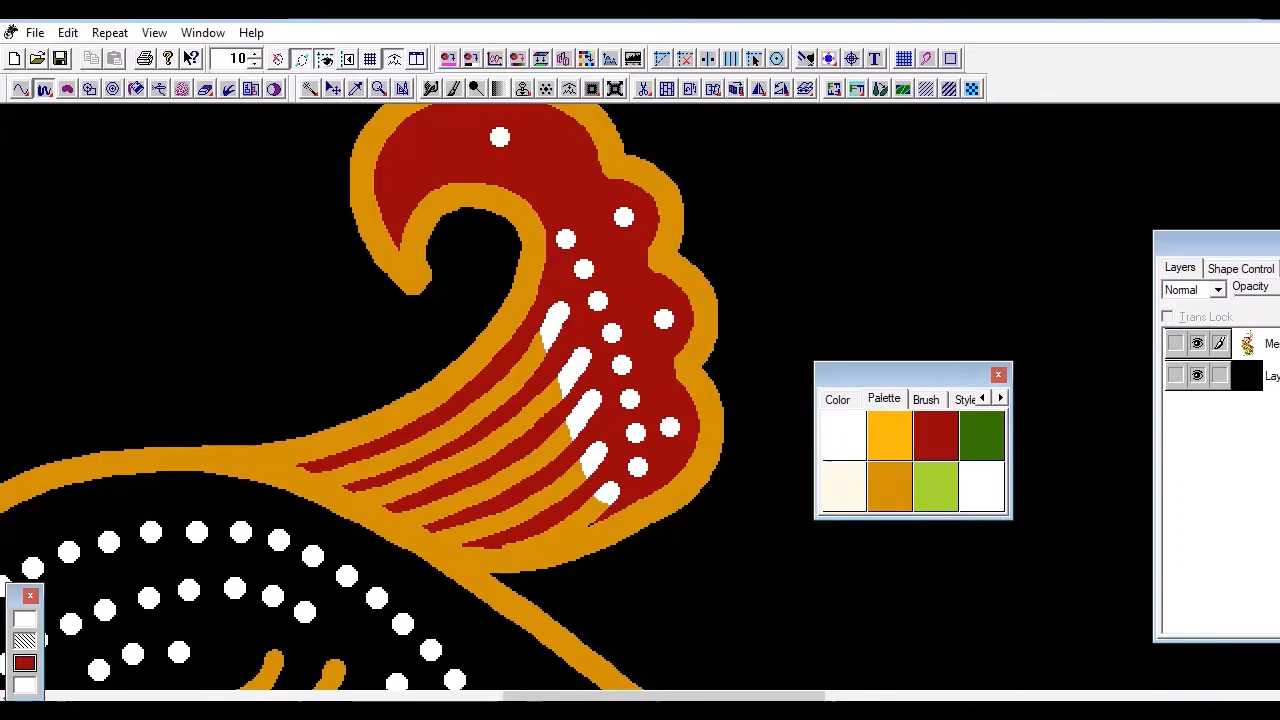 File Edit Repeat View Window Help
10
Layers Shape Control
Normal Opacity
Trans Lock
Me
Lay
Color Palette Brush Style